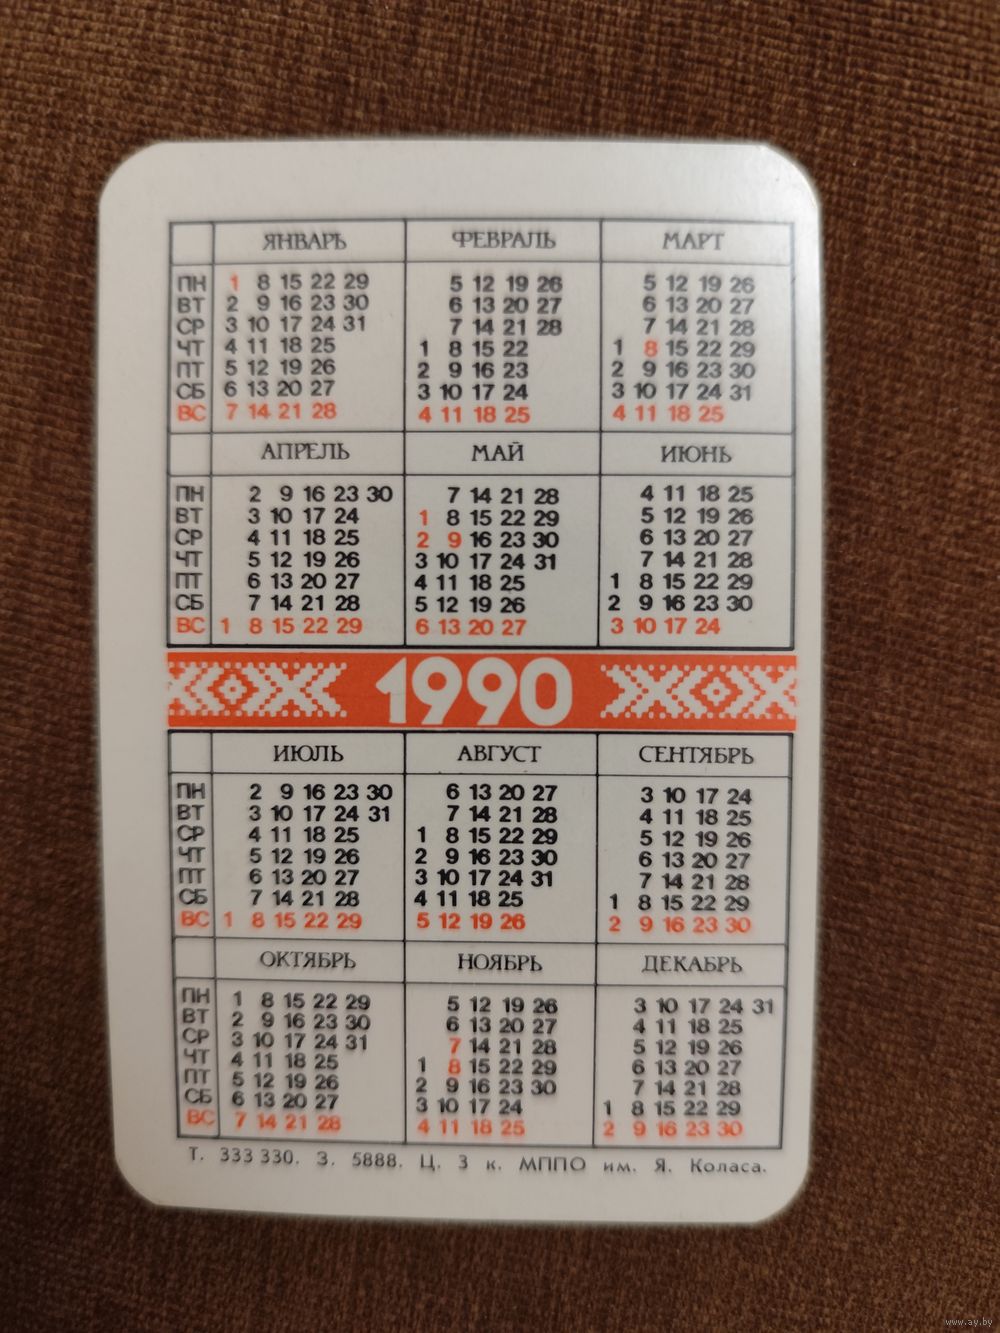 ЯНВАРЬ ФЕВРАЛЬ МАРТ
ПН 1 8 15 22 29 5 12 19 26 5 12 19 26
ВТ 2 9 16 23 30 6 13 20 27 6 13 20 27
СР 3 10 17 24 31 7 14 21 28 7 14 21 28
ЧТ 4 11 18 25 1 8 15 22 1 8 15 22 29
ПТ 5 12 19 26 2 9 16 23 2 9 16 23 30
СБ 6 13 20 27 3 10 17 24 3 10 17 24 31
ВС 7 14 21 28 4 11 18 25 4 11 18 25
АПРЕЛЬ МАЙ ИЮНЬ
ПН 2 9 16 23 30 7 14 21 28 4 11 18 25
ВТ 3 10 17 24 1 8 15 22 29 5 12 19 26
СР 4 11 18 25 2 9 16 23 30 6 13 20 27
ЧТ 5 12 19 26 3 10 17 24 31 7 14 21 28
ПТ 6 13 20 27 4 11 18 25 1 8 15 22 29
СБ 7 14 21 28 5 12 19 26 2 9 16 23 30
ВС 1 8 15 22 29 6 13 20 27 3 10 17 24
1990
ИЮЛЬ АВГУСТ СЕНТЯБРЬ
ПН 2 9 16 23 30 6 13 20 27 3 10 17 24
ВТ 3 10 17 24 31 7 14 21 28 4 11 18 25
СР 4 11 18 25 1 8 15 22 29 5 12 19 26
ЧТ 5 12 19 26 2 9 16 23 30 6 13 20 27
ПТ 6 13 20 27 3 10 17 24 31 7 14 21 28
СБ 7 14 21 28 4 11 18 25 1 8 15 22 29
ВС 1 8 15 22 29 5 12 19 26 2 9 16 23 30
ОКТЯБРЬ НОЯБРЬ ДЕКАБРЬ
ПН 1 8 15 22 29 5 12 19 26 3 10 17 24 31
ВТ 2 9 16 23 30 6 13 20 27 4 11 18 25
СР 3 10 17 24 31 7 14 21 28 5 12 19 26
ЧТ 4 11 18 25 1 8 15 22 29 6 13 20 27
ПТ 5 12 19 26 2 9 16 23 30 7 14 21 28
СБ 6 13 20 27 3 10 17 24 1 8 15 22 29
ВС 7 14 21 28 4 11 18 25 2 9 16 23 30
Т. 333 330. З. 5888. Ц. 3 к. МППО им. Я. Коласа.
www.ay.by